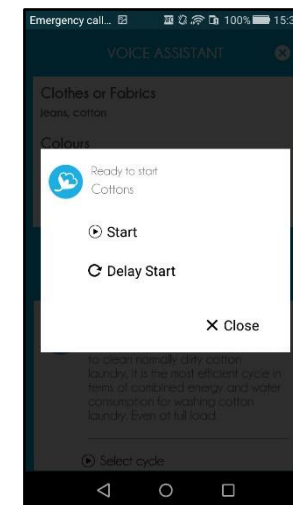 Emergency call... 100% 15:3
VOICE ASSISTANT
Clothes or Fabrics
Jeans, cotton
Colours
Ready to start
Cottons
Start
Delay Start
Close
to clean normally dirty cotton
laundry. It is the most efficient cycle in
terms of combined energy and water
consumption for washing cotton
laundry. Even at full load.
Select cycle